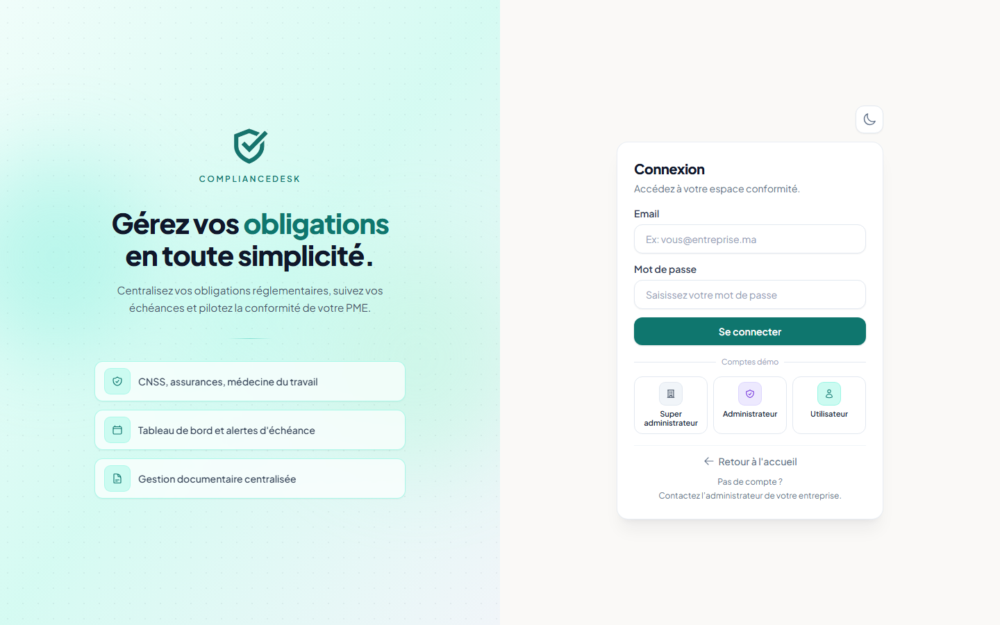 COMPLIANCEDESK
Gérez vos obligations
en toute simplicité.
Centralisez vos obligations réglementaires, suivez vos
échéances et pilotez la conformité de votre PME.
CNSS, assurances, médecine du travail
Tableau de bord et alertes d'échéance
Gestion documentaire centralisée
Connexion
Accédez à votre espace conformité.
Email
Ex: vous@entreprise.ma
Mot de passe
Saisissez votre mot de passe
Se connecter
Comptes démo
Super
administrateur
Administrateur
Utilisateur
Retour à l'accueil
Pas de compte ?
Contactez l'administrateur de votre entreprise.